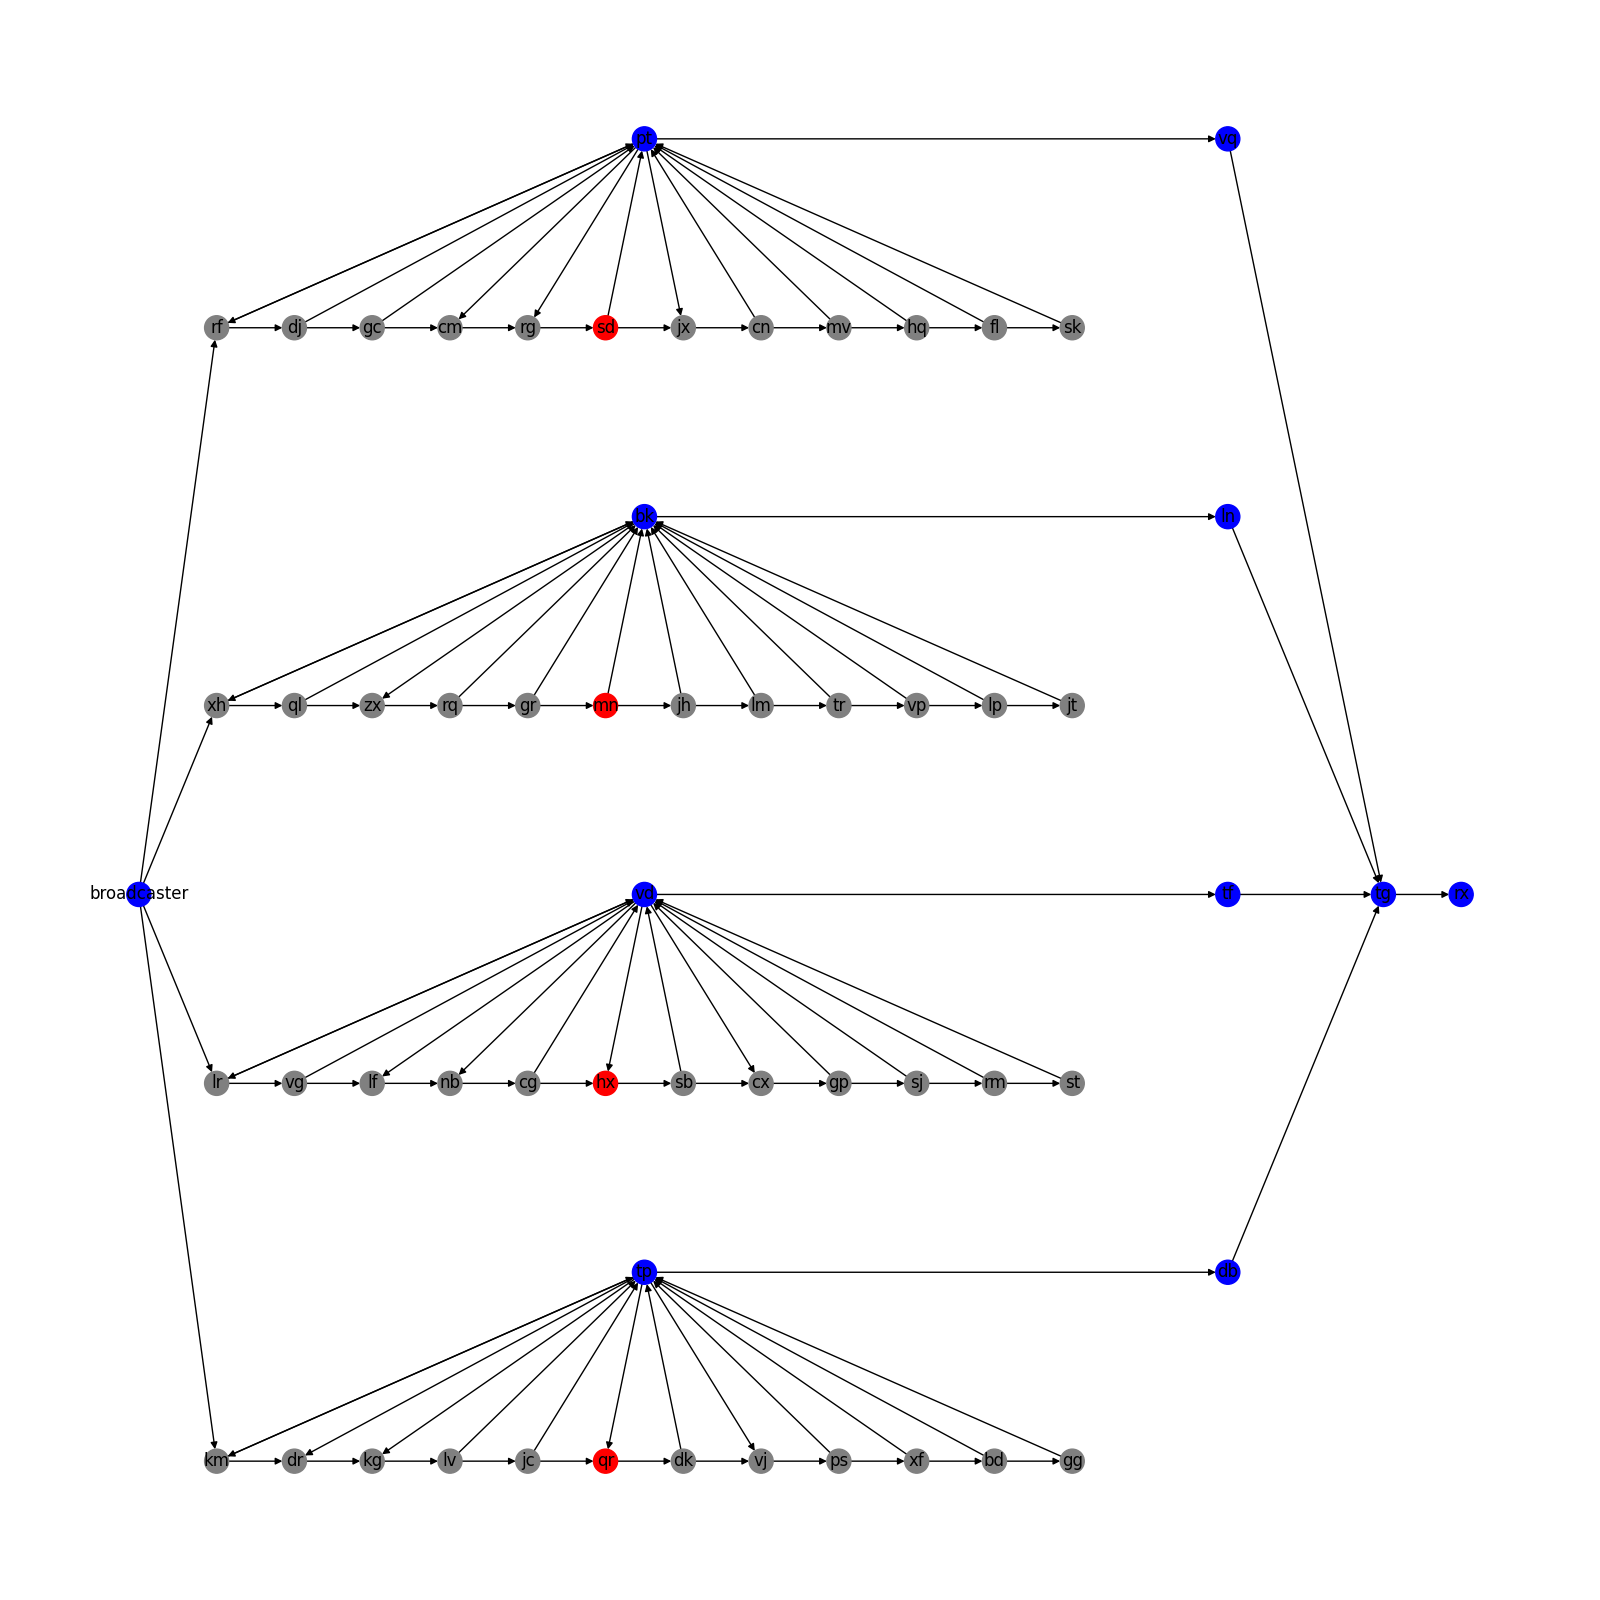 pt vq
rf dj gc cm rg sd jx cn mv hq fl sk
bk ln
xh ql zx rq gr mn jh lm tr vp lp jt
broadcaster vd tf tg rx
lr vg lf nb cg hx sb cx gp sj rm st
tp db
km dr kg lv jc qr dk vj ps xf bd gg